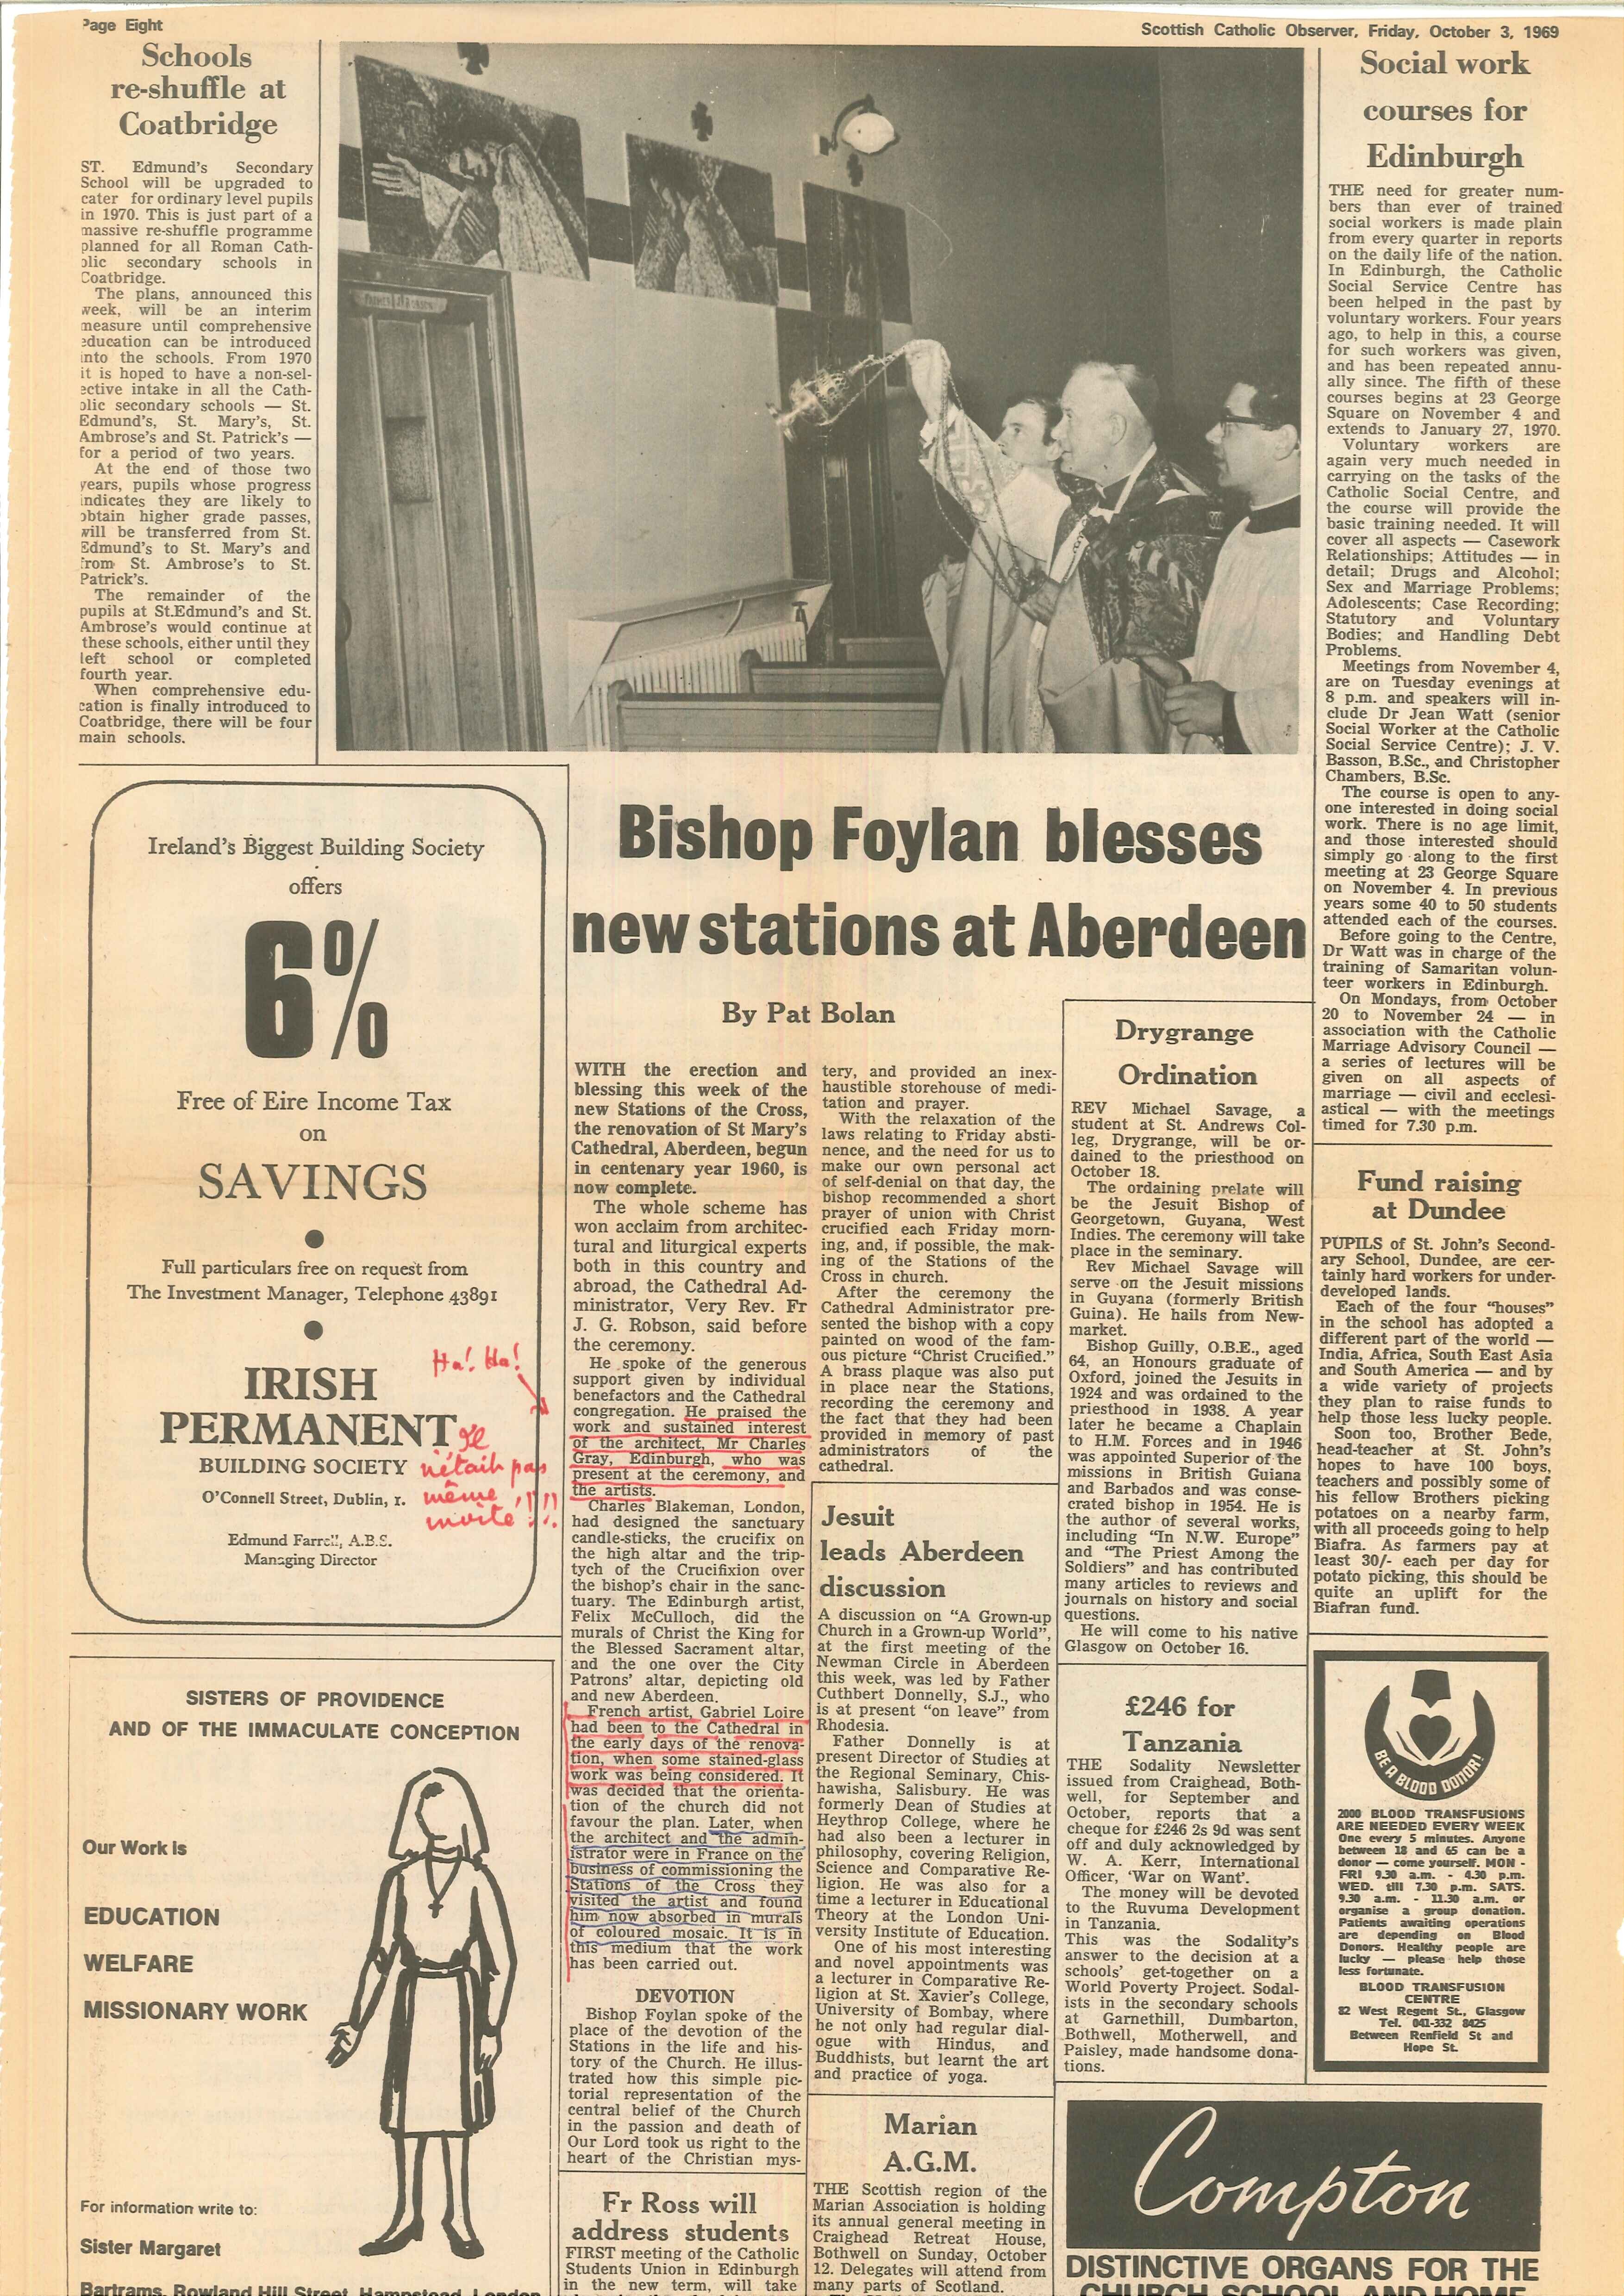 Page Eight
Scottish Catholic Observer, Friday, October 3, 1969
Schools
re-shuffle at
Coatbridge
ST. Edmund's Secondary
School will be upgraded to
cater for ordinary level pupils
in 1970. This is just part of a
massive re-shuffle programme
planned for all Roman Cath-
olic secondary schools in
Coatbridge.
The plans, announced this
week, will be an interim
measure until comprehensive
education can be introduced
into the schools. From 1970
it is hoped to have a non-sel-
ective intake in all the Cath-
olic secondary schools — St.
Edmund's, St. Mary's, St.
Ambrose's and St. Patrick's —
for a period of two years.
At the end of those two
years, pupils whose progress
indicates they are likely to
obtain higher grade passes,
will be transferred from St.
Edmund's to St. Mary's and
from St. Ambrose's to St.
Patrick's.
The remainder of the
pupils at St.Edmund's and St.
Ambrose's would continue at
these schools, either until they
left school or completed
fourth year.
When comprehensive edu-
cation is finally introduced to
Coatbridge, there will be four
main schools.
Ireland's Biggest Building Society
offers
6%
Free of Eire Income Tax
on
SAVINGS
Full particulars free on request from
The Investment Manager, Telephone 43891
IRISH
PERMANENT
BUILDING SOCIETY
O'Connell Street, Dublin, 1.
Edmund Farrell, A.B.S.
Managing Director
Ha! Ha!
Je
n'étais pas
même
invité !!!
SISTERS OF PROVIDENCE
AND OF THE IMMACULATE CONCEPTION
Our Work is
EDUCATION
WELFARE
MISSIONARY WORK
For information write to:
Sister Margaret
Bartrams, Rowland Hill Street, Hampstead, London
Bishop Foylan blesses
new stations at Aberdeen
By Pat Bolan
WITH the erection and
blessing this week of the
new Stations of the Cross,
the renovation of St Mary's
Cathedral, Aberdeen, begun
in centenary year 1960, is
now complete.
The whole scheme has
won acclaim from architec-
tural and liturgical experts
both in this country and
abroad, the Cathedral Ad-
ministrator, Very Rev. Fr
J. G. Robson, said before
the ceremony.
He spoke of the generous
support given by individual
benefactors and the Cathedral
congregation. He praised the
work and sustained interest
of the architect, Mr Charles
Gray, Edinburgh, who was
present at the ceremony, and
the artists.
Charles Blakeman, London,
had designed the sanctuary
candle-sticks, the crucifix on
the high altar and the trip-
tych of the Crucifixion over
the bishop's chair in the sanc-
tuary. The Edinburgh artist,
Felix McCulloch, did the
murals of Christ the King for
the Blessed Sacrament altar,
and the one over the City
Patrons' altar, depicting old
and new Aberdeen.
French artist, Gabriel Loire
had been to the Cathedral in
the early days of the renova-
tion, when some stained-glass
work was being considered. It
was decided that the orienta-
tion of the church did not
favour the plan. Later, when
the architect and the admin-
istrator were in France on the
business of commissioning the
Stations of the Cross they
visited the artist and found
him now absorbed in murals
of coloured mosaic. It is in
this medium that the work
has been carried out.
DEVOTION
Bishop Foylan spoke of the
place of the devotion of the
Stations in the life and his-
tory of the Church. He illus-
trated how this simple pic-
torial representation of the
central belief of the Church
in the passion and death of
Our Lord took us right to the
heart of the Christian mys-
tery, and provided an inex-
haustible storehouse of medi-
tation and prayer.
With the relaxation of the
laws relating to Friday absti-
nence, and the need for us to
make our own personal act
of self-denial on that day, the
bishop recommended a short
prayer of union with Christ
crucified each Friday morn-
ing, and, if possible, the mak-
ing of the Stations of the
Cross in church.
After the ceremony the
Cathedral Administrator pre-
sented the bishop with a copy
painted on wood of the fam-
ous picture "Christ Crucified."
A brass plaque was also put
in place near the Stations,
recording the ceremony and
the fact that they had been
provided in memory of past
administrators of the
cathedral.
Fr Ross will
address students
FIRST meeting of the Catholic
Students Union in Edinburgh
in the new term, will take
Jesuit
leads Aberdeen
discussion
A discussion on "A Grown-up
Church in a Grown-up World",
at the first meeting of the
Newman Circle in Aberdeen
this week, was led by Father
Cuthbert Donnelly, S.J., who
is at present "on leave" from
Rhodesia.
Father Donnelly is at
present Director of Studies at
the Regional Seminary, Chis-
hawisha, Salisbury. He was
formerly Dean of Studies at
Heythrop College, where he
had also been a lecturer in
philosophy, covering Religion,
Science and Comparative Re-
ligion. He was also for a
time a lecturer in Educational
Theory at the London Uni-
versity Institute of Education.
One of his most interesting
and novel appointments was
a lecturer in Comparative Re-
ligion at St. Xavier's College,
University of Bombay, where
he not only had regular dial-
ogue with Hindus, and
Buddhists, but learnt the art
and practice of yoga.
Marian
A.G.M.
THE Scottish region of the
Marian Association is holding
its annual general meeting in
Craighead Retreat House,
Bothwell on Sunday, October
12. Delegates will attend from
many parts of Scotland.
Drygrange
Ordination
REV Michael Savage, a
student at St. Andrews Col-
leg, Drygrange, will be or-
dained to the priesthood on
October 18.
The ordaining prelate will
be the Jesuit Bishop of
Georgetown, Guyana, West
Indies. The ceremony will take
place in the seminary.
Rev Michael Savage will
serve on the Jesuit missions
in Guyana (formerly British
Guina). He hails from New-
market.
Bishop Guilly, O.B.E., aged
64, an Honours graduate of
Oxford, joined the Jesuits in
1924 and was ordained to the
priesthood in 1938. A year
later he became a Chaplain
to H.M. Forces and in 1946
was appointed Superior of the
missions in British Guiana
and Barbados and was conse-
crated bishop in 1954. He is
the author of several works,
including "In N.W. Europe"
and "The Priest Among the
Soldiers" and has contributed
many articles to reviews and
journals on history and social
questions.
He will come to his native
Glasgow on October 16.
£246 for
Tanzania
THE Sodality Newsletter
issued from Craighead, Both-
well, for September and
October, reports that a
cheque for £246 2s 9d was sent
off and duly acknowledged by
W. A. Kerr, International
Officer, 'War on Want'.
The money will be devoted
to the Ruvuma Development
in Tanzania.
This was the Sodality's
answer to the decision at a
schools' get-together on a
World Poverty Project. Sodal-
ists in the secondary schools
at Garnethill, Dumbarton,
Bothwell, Motherwell, and
Paisley, made handsome dona-
tions.
Social work
courses for
Edinburgh
THE need for greater num-
bers than ever of trained
social workers is made plain
from every quarter in reports
on the daily life of the nation.
In Edinburgh, the Catholic
Social Service Centre has
been helped in the past by
voluntary workers. Four years
ago, to help in this, a course
for such workers was given,
and has been repeated annu-
ally since. The fifth of these
courses begins at 23 George
Square on November 4 and
extends to January 27, 1970.
Voluntary workers are
again very much needed in
carrying on the tasks of the
Catholic Social Centre, and
the course will provide the
basic training needed. It will
cover all aspects — Casework
Relationships; Attitudes — in
detail; Drugs and Alcohol;
Sex and Marriage Problems;
Adolescents; Case Recording;
Statutory and Voluntary
Bodies; and Handling Debt
Problems.
Meetings from November 4,
are on Tuesday evenings at
8 p.m. and speakers will in-
clude Dr Jean Watt (senior
Social Worker at the Catholic
Social Service Centre); J. V.
Basson, B.Sc., and Christopher
Chambers, B.Sc.
The course is open to any-
one interested in doing social
work. There is no age limit,
and those interested should
simply go along to the first
meeting at 23 George Square
on November 4. In previous
years some 40 to 50 students
attended each of the courses.
Before going to the Centre,
Dr Watt was in charge of the
training of Samaritan volun-
teer workers in Edinburgh.
On Mondays, from October
20 to November 24 — in
association with the Catholic
Marriage Advisory Council —
a series of lectures will be
given on all aspects of
marriage — civil and ecclesi-
astical — with the meetings
timed for 7.30 p.m.
Fund raising
at Dundee
PUPILS of St. John's Second-
ary School, Dundee, are cer-
tainly hard workers for under-
developed lands.
Each of the four "houses"
in the school has adopted a
different part of the world —
India, Africa, South East Asia
and South America — and by
a wide variety of projects
they plan to raise funds to
help those less lucky people.
Soon too, Brother Bede,
head-teacher at St. John's
hopes to have 100 boys,
teachers and possibly some of
his fellow Brothers picking
potatoes on a nearby farm,
with all proceeds going to help
Biafra. As farmers pay at
least 30/- each per day for
potato picking, this should be
quite an uplift for the
Biafran fund.
BE A BLOOD DONOR!
2000 BLOOD TRANSFUSIONS
ARE NEEDED EVERY WEEK
One every 5 minutes. Anyone
between 18 and 65 can be a
donor — come yourself. MON -
FRI 9.30 a.m. - 4.30 p.m.
WED. till 7.30 p.m. SATS.
9.30 a.m. - 11.30 a.m. or
organise a group donation.
Patients awaiting operations
are depending on Blood
Donors. Healthy people are
lucky — please help those
less fortunate.
BLOOD TRANSFUSION
CENTRE
82 West Regent St., Glasgow
Tel. 041-332 8425
Between Renfield St and
Hope St.
Compton
DISTINCTIVE ORGANS FOR THE
CHURCH SCHOOL AND HOME